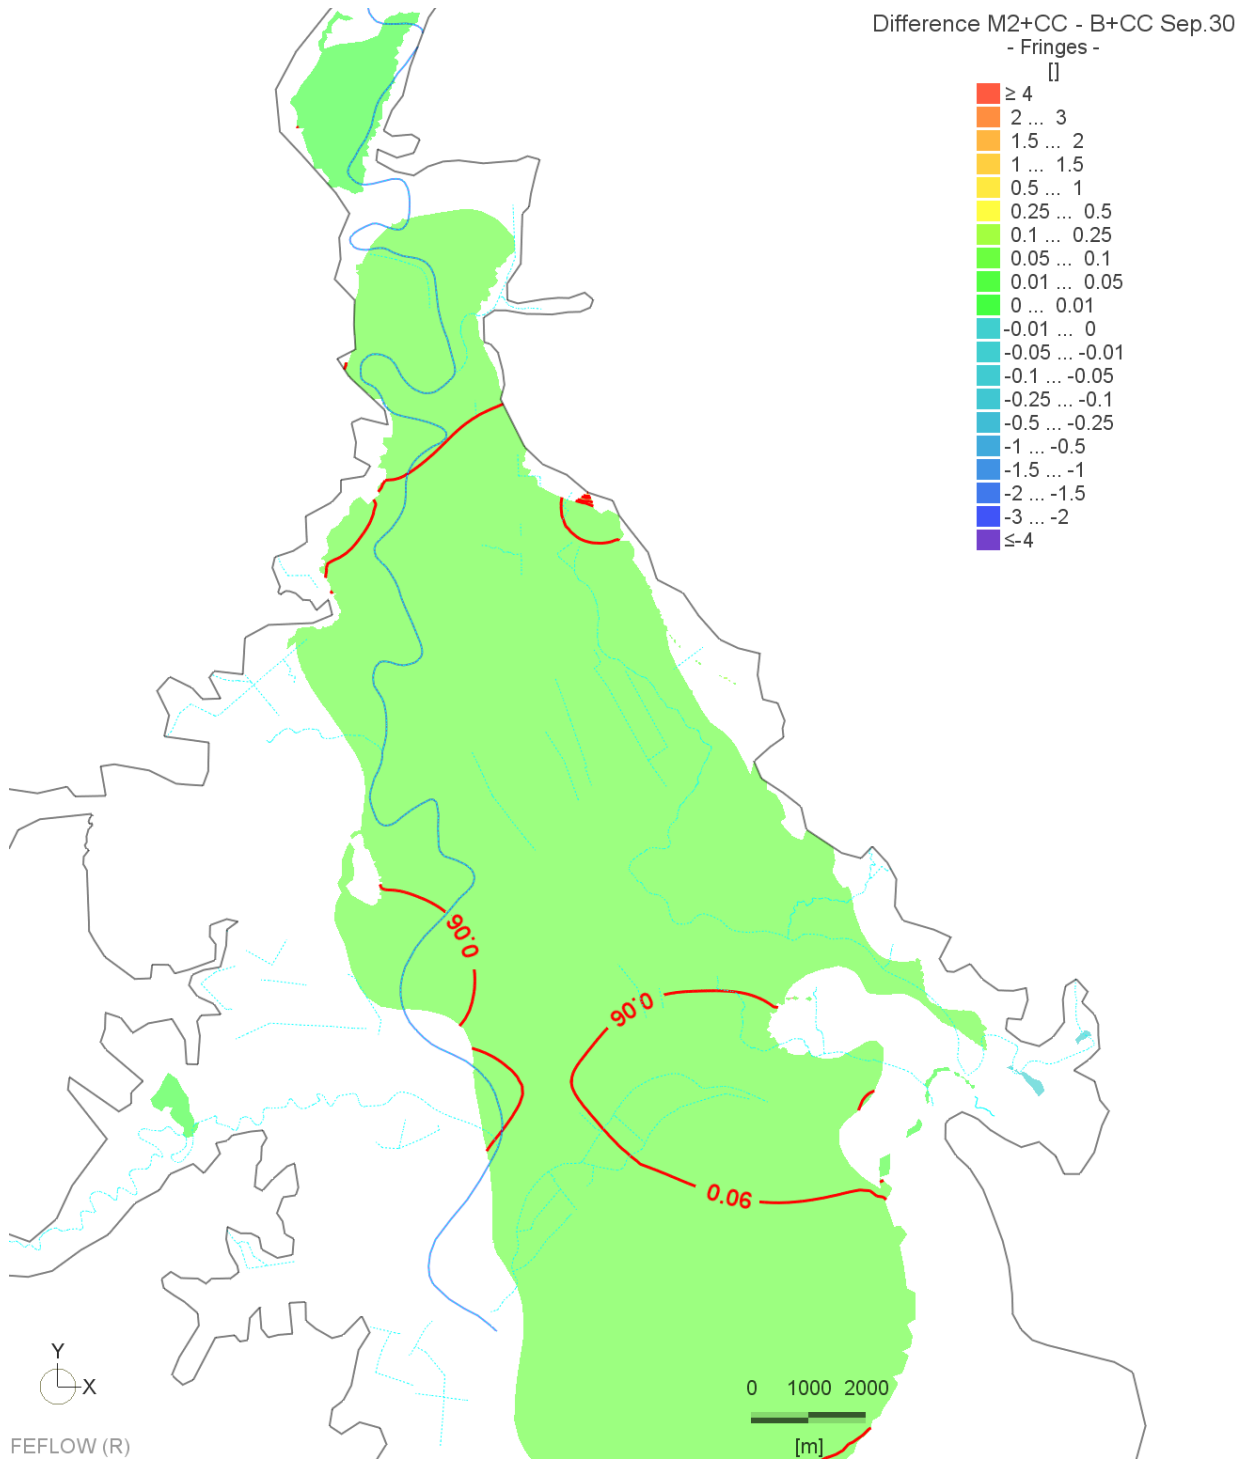 Difference M2+CC - B+CC Sep.30
- Fringes -
[]
≥ 4
2 ... 3
1.5 ... 2
1 ... 1.5
0.5 ... 1
0.25 ... 0.5
0.1 ... 0.25
0.05 ... 0.1
0.01 ... 0.05
0 ... 0.01
-0.01 ... 0
-0.05 ... -0.01
-0.1 ... -0.05
-0.25 ... -0.1
-0.5 ... -0.25
-1 ... -0.5
-1.5 ... -1
-2 ... -1.5
-3 ... -2
≤-4
0.06
0.06
0.06
Y
X
0 1000 2000
[m]
FEFLOW (R)